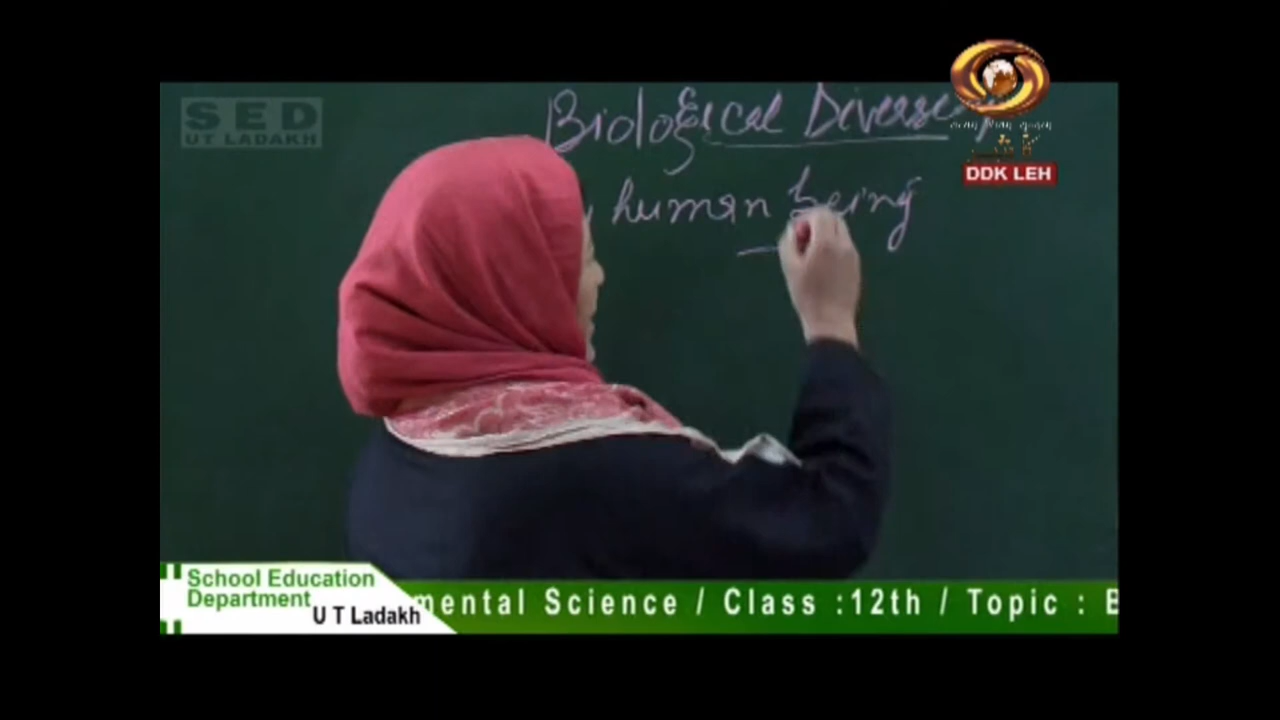 SED
UT LADAKH
Biological Diverse
human being
DDK LEH
School Education
Department
U T Ladakh
mental Science / Class :12th / Topic : E